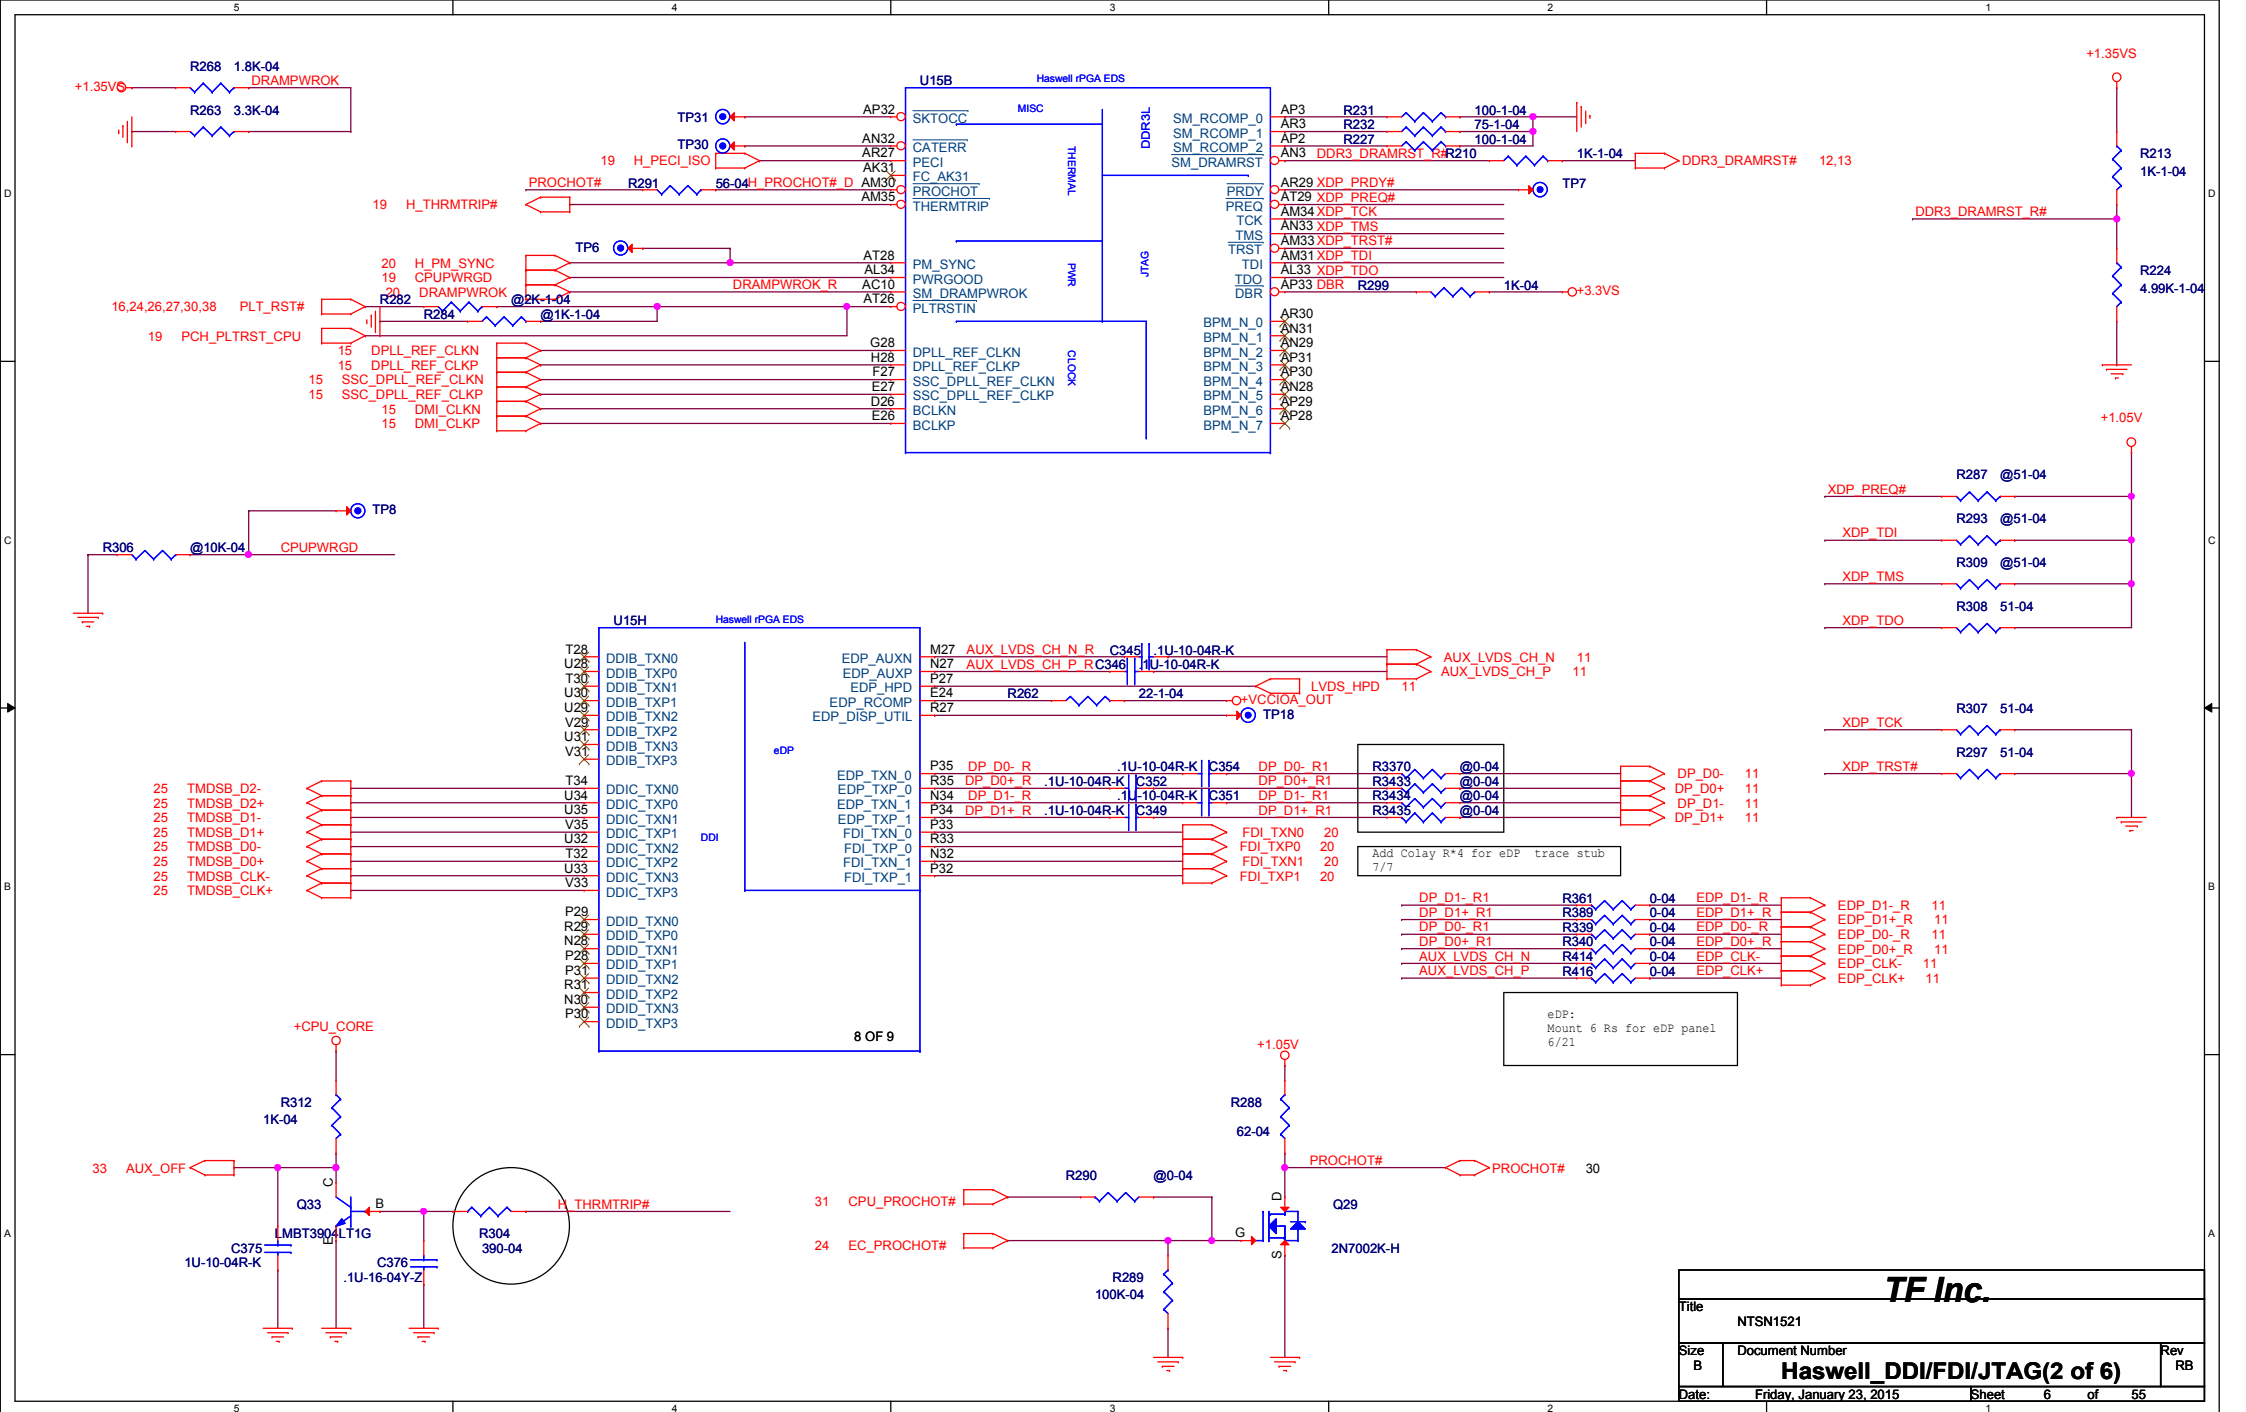 5 4 3 2 1
R268 1.8K-04
+1.35VS DRAMPWROK
R263 3.3K-04
U15B Haswell rPGA EDS
MISC
THERMAL
PWR
CLOCK
DDR3L
JTAG
TP31 AP32 SKTOCC
TP30 AN32 CATERR
19 H_PECI_ISO AR27 PECI
AK31 FC_AK31
PROCHOT# R291 56-04 H_PROCHOT#_D AM30 PROCHOT
19 H_THRMTRIP# AM35 THERMTRIP
TP6
20 H_PM_SYNC AT28 PM_SYNC
19 CPUPWRGD AL34 PWRGOOD
20 DRAMPWROK DRAMPWROK_R AC10 SM_DRAMPWROK
16,24,26,27,30,38 PLT_RST# R282 @2K-1-04 AT26 PLTRSTIN
R284 @1K-1-04
19 PCH_PLTRST_CPU
15 DPLL_REF_CLKN G28 DPLL_REF_CLKN
15 DPLL_REF_CLKP H28 DPLL_REF_CLKP
15 SSC_DPLL_REF_CLKN F27 SSC_DPLL_REF_CLKN
15 SSC_DPLL_REF_CLKP E27 SSC_DPLL_REF_CLKP
15 DMI_CLKN D26 BCLKN
15 DMI_CLKP E26 BCLKP
SM_RCOMP_0 AP3 R231 100-1-04
SM_RCOMP_1 AR3 R232 75-1-04
SM_RCOMP_2 AP2 R227 100-1-04
SM_DRAMRST AN3 DDR3_DRAMRST_R# R210 1K-1-04 DDR3_DRAMRST# 12,13
PRDY AR29 XDP_PRDY# TP7
PREQ AT29 XDP_PREQ#
TCK AM34 XDP_TCK
TMS AN33 XDP_TMS
TRST AM33 XDP_TRST#
TDI AM31 XDP_TDI
TDO AL33 XDP_TDO
DBR AP33 DBR R299 1K-04 +3.3VS
BPM_N_0 AR30
BPM_N_1 AN31
BPM_N_2 AN29
BPM_N_3 AP31
BPM_N_4 AP30
BPM_N_5 AN28
BPM_N_6 AP29
BPM_N_7 AP28
+1.35VS
R213
1K-1-04
DDR3_DRAMRST_R#
R224
4.99K-1-04
+1.05V
R287 @51-04
XDP_PREQ#
R293 @51-04
XDP_TDI
R309 @51-04
XDP_TMS
R308 51-04
XDP_TDO
R307 51-04
XDP_TCK
R297 51-04
XDP_TRST#
TP8
R306 @10K-04 CPUPWRGD
U15H Haswell rPGA EDS
eDP
DDI
T28 DDIB_TXN0
U28 DDIB_TXP0
T30 DDIB_TXN1
U30 DDIB_TXP1
U29 DDIB_TXN2
V29 DDIB_TXP2
U31 DDIB_TXN3
V31 DDIB_TXP3
25 TMDSB_D2- T34 DDIC_TXN0
25 TMDSB_D2+ U34 DDIC_TXP0
25 TMDSB_D1- U35 DDIC_TXN1
25 TMDSB_D1+ V35 DDIC_TXP1
25 TMDSB_D0- U32 DDIC_TXN2
25 TMDSB_D0+ T32 DDIC_TXP2
25 TMDSB_CLK- U33 DDIC_TXN3
25 TMDSB_CLK+ V33 DDIC_TXP3
P29 DDID_TXN0
R29 DDID_TXP0
N28 DDID_TXN1
P28 DDID_TXP1
P31 DDID_TXN2
R31 DDID_TXP2
N30 DDID_TXN3
P30 DDID_TXP3
8 OF 9
EDP_AUXN M27 AUX_LVDS_CH_N_R C345 .1U-10-04R-K AUX_LVDS_CH_N 11
EDP_AUXP N27 AUX_LVDS_CH_P_R C346 .1U-10-04R-K AUX_LVDS_CH_P 11
EDP_HPD P27 LVDS_HPD 11
EDP_RCOMP E24 R262 22-1-04 +VCCIOA_OUT
EDP_DISP_UTIL R27 TP18
EDP_TXN_0 P35 DP_D0-_R .1U-10-04R-K C354 DP_D0-_R1 R3370 @0-04 DP_D0- 11
EDP_TXP_0 R35 DP_D0+_R .1U-10-04R-K C352 DP_D0+_R1 R3433 @0-04 DP_D0+ 11
EDP_TXN_1 N34 DP_D1-_R .1U-10-04R-K C351 DP_D1-_R1 R3434 @0-04 DP_D1- 11
EDP_TXP_1 P34 DP_D1+_R .1U-10-04R-K C349 DP_D1+_R1 R3435 @0-04 DP_D1+ 11
FDI_TXN_0 P33 FDI_TXN0 20
FDI_TXP_0 R33 FDI_TXP0 20
FDI_TXN_1 N32 FDI_TXN1 20
FDI_TXP_1 P32 FDI_TXP1 20
Add Colay R*4 for eDP trace stub
7/7
DP_D1-_R1 R361 0-04 EDP_D1-_R EDP_D1-_R 11
DP_D1+_R1 R389 0-04 EDP_D1+_R EDP_D1+_R 11
DP_D0-_R1 R339 0-04 EDP_D0-_R EDP_D0-_R 11
DP_D0+_R1 R340 0-04 EDP_D0+_R EDP_D0+_R 11
AUX_LVDS_CH_N R414 0-04 EDP_CLK- EDP_CLK- 11
AUX_LVDS_CH_P R416 0-04 EDP_CLK+ EDP_CLK+ 11
eDP:
Mount 6 Rs for eDP panel
6/21
+CPU_CORE
R312
1K-04
33 AUX_OFF
C
Q33 B
LMBT3904LT1G
E
H_THRMTRIP#
R304
390-04
C375
1U-10-04R-K
C376
.1U-16-04Y-Z
+1.05V
R288
62-04
PROCHOT# PROCHOT# 30
R290 @0-04
31 CPU_PROCHOT#
24 EC_PROCHOT#
D
G
S
Q29
2N7002K-H
R289
100K-04
TF Inc.
Title
NTSN1521
Size Document Number Rev
B Haswell_DDI/FDI/JTAG(2 of 6) RB
Date: Friday, January 23, 2015 Sheet 6 of 55
D D
C C
B B
A A
5 4 3 2 1